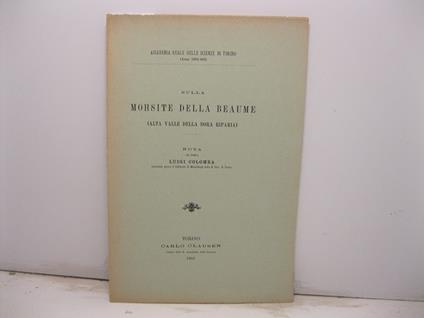 ACCADEMIA REALE DELLE SCIENZE DI TORINO
SULLA
MORSITE DELLA BEAUME
(ALTA VALLE DELLA DORA RIPARIA)
NOTA
LUIGI COLOMBA
TORINO
CARLO CLAUSEN